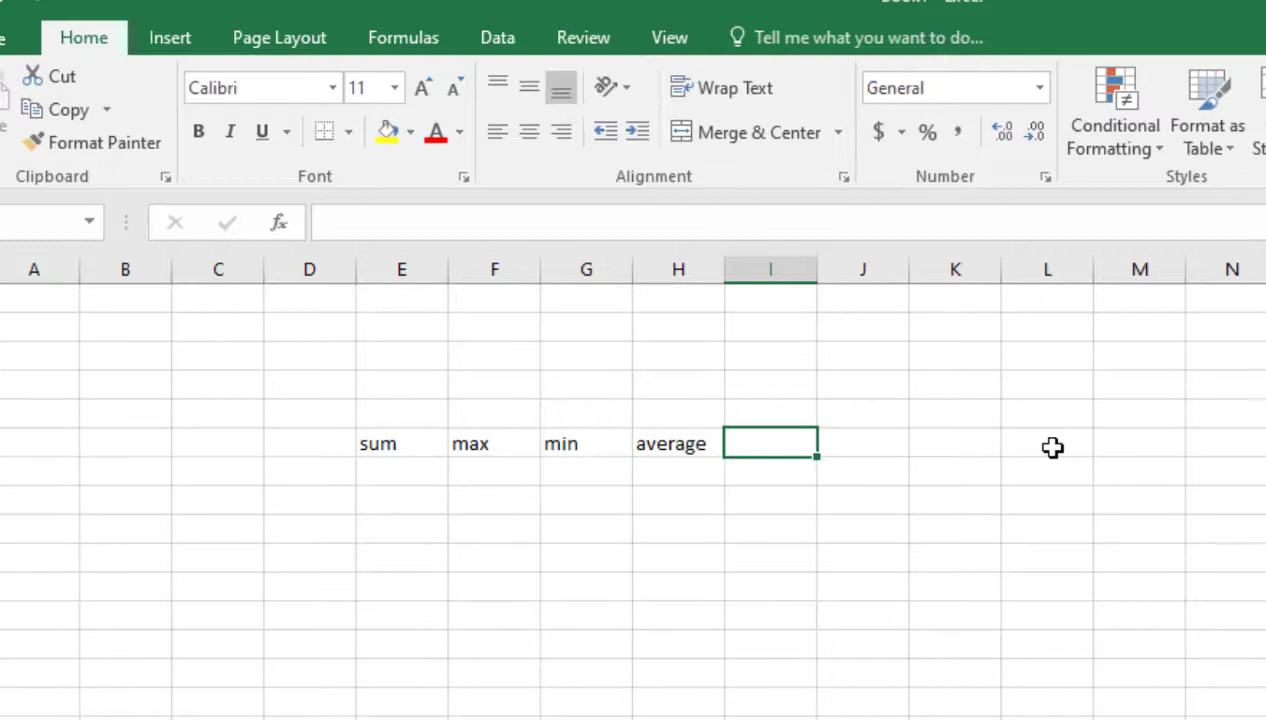 Home Insert Page Layout Formulas Data Review View Tell me what you want to do...
Cut
Copy
Format Painter
Clipboard
Calibri 11
B I U A
Font
Wrap Text
Merge & Center
Alignment
General
$ % ,
Number
Conditional Formatting
Format as Table
Styles
fx
A B C D E F G H I J K L M N
sum max min average